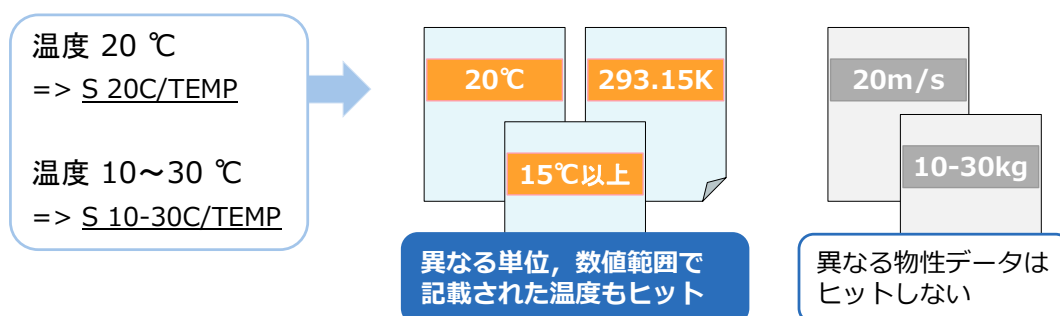 温度 20 ℃
=> S 20C/TEMP
温度 10～30 ℃
=> S 10-30C/TEMP
20℃
293.15K
15℃以上
異なる単位，数値範囲で
記載された温度もヒット
20m/s
10-30kg
異なる物性データは
ヒットしない